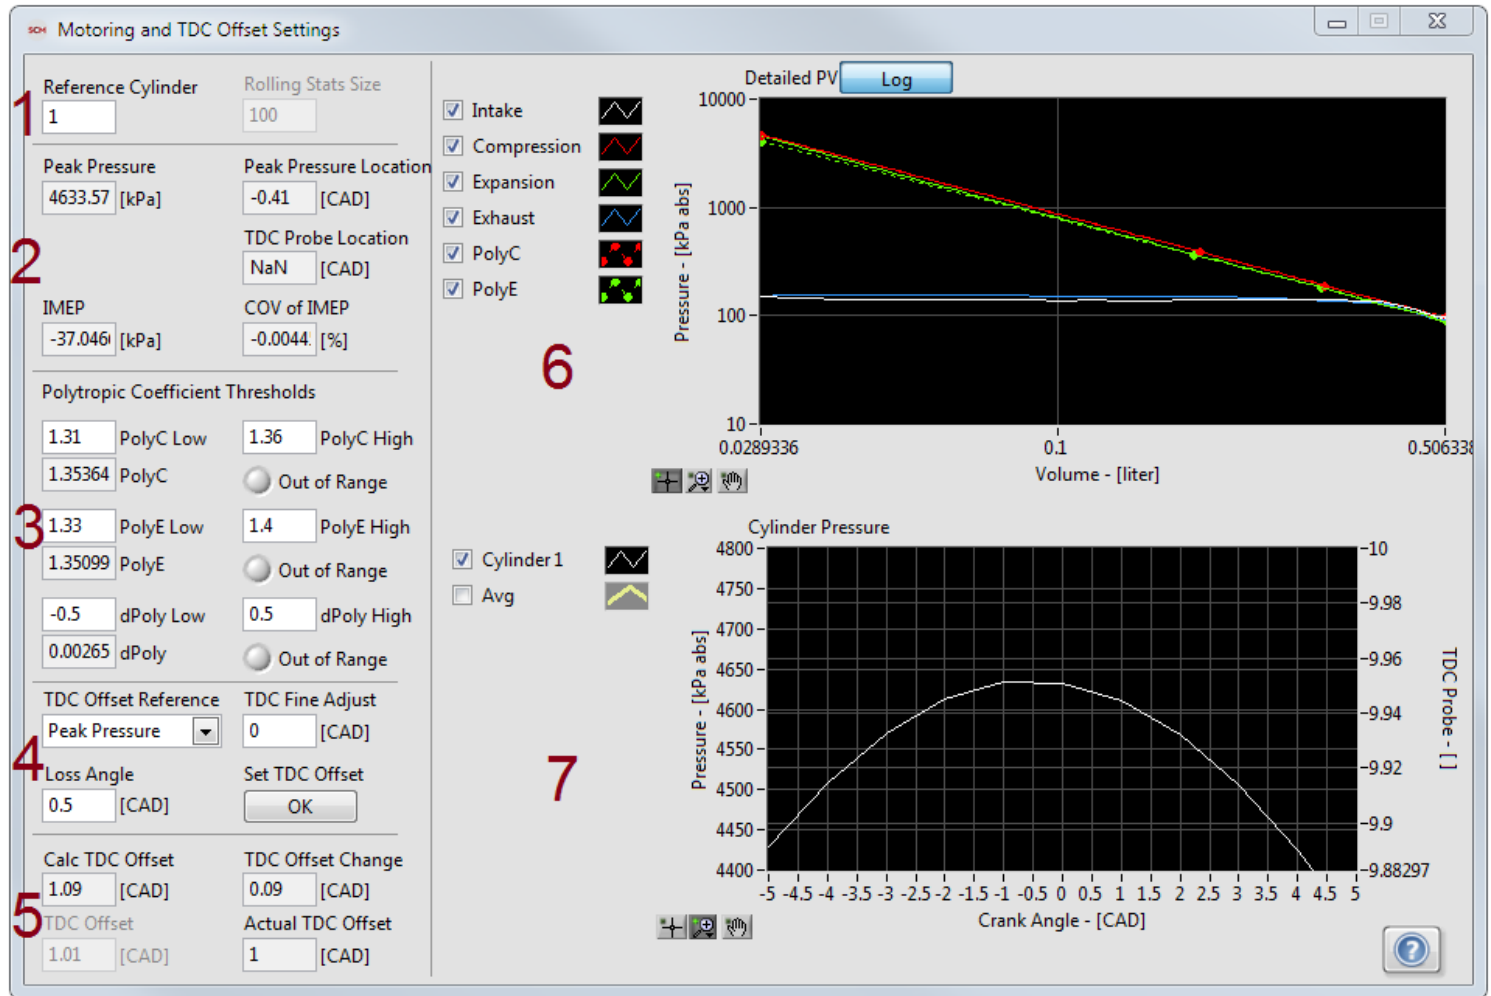 SCM Motoring and TDC Offset Settings
1
Reference Cylinder
Rolling Stats Size
1
100
2
Peak Pressure
Peak Pressure Location
4633.57 [kPa]
-0.41 [CAD]
TDC Probe Location
NaN [CAD]
IMEP
COV of IMEP
-37.046 [kPa]
-0.0044 [%]
3
Polytropic Coefficient Thresholds
1.31 PolyC Low
1.36 PolyC High
1.35364 PolyC
Out of Range
1.33 PolyE Low
1.4 PolyE High
1.35099 PolyE
Out of Range
-0.5 dPoly Low
0.5 dPoly High
0.00265 dPoly
Out of Range
4
TDC Offset Reference
TDC Fine Adjust
Peak Pressure
0 [CAD]
Loss Angle
Set TDC Offset
0.5 [CAD]
OK
5
Calc TDC Offset
TDC Offset Change
1.09 [CAD]
0.09 [CAD]
TDC Offset
Actual TDC Offset
1.01 [CAD]
1 [CAD]
6
Intake
Compression
Expansion
Exhaust
PolyC
PolyE
Detailed PV Log
10000
1000
100
10
Pressure - [kPa abs]
0.0289336 0.1 0.506338
Volume - [liter]
7
Cylinder 1
Avg
Cylinder Pressure
4800
4750
4700
4650
4600
4550
4500
4450
4400
Pressure - [kPa abs]
10
9.98
9.96
9.94
9.92
9.9
9.88297
TDC Probe - [ ]
-5 -4.5 -4 -3.5 -3 -2.5 -2 -1.5 -1 -0.5 0 0.5 1 1.5 2 2.5 3 3.5 4 4.5 5
Crank Angle - [CAD]
?